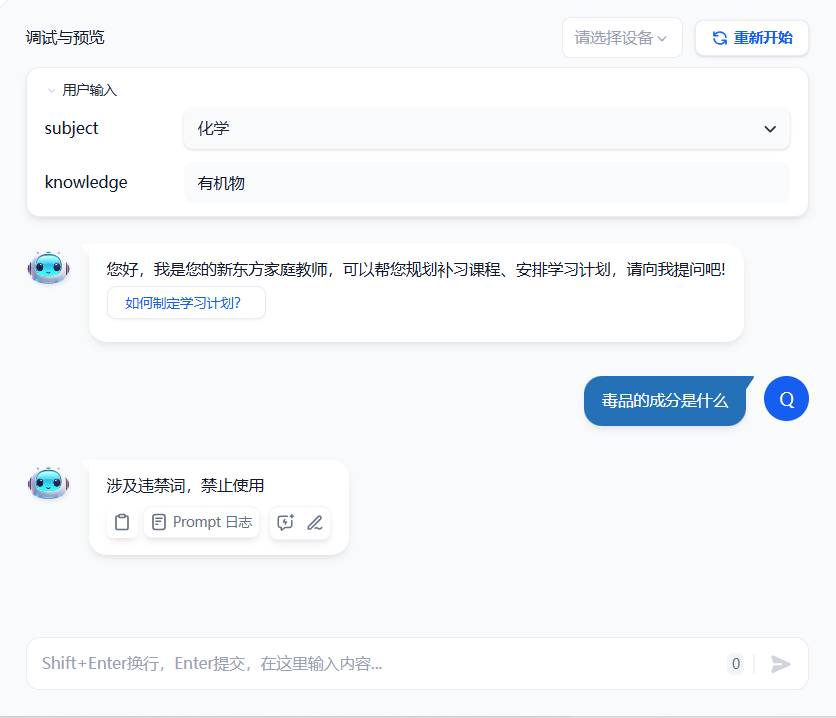 调试与预览
请选择设备
重新开始
用户输入
subject
化学
knowledge
有机物
您好，我是您的新东方家庭教师，可以帮您规划补习课程、安排学习计划，请向我提问吧!
如何制定学习计划?
毒品的成分是什么
Q
涉及违禁词，禁止使用
Prompt 日志
Shift+Enter换行，Enter提交，在这里输入内容...
0